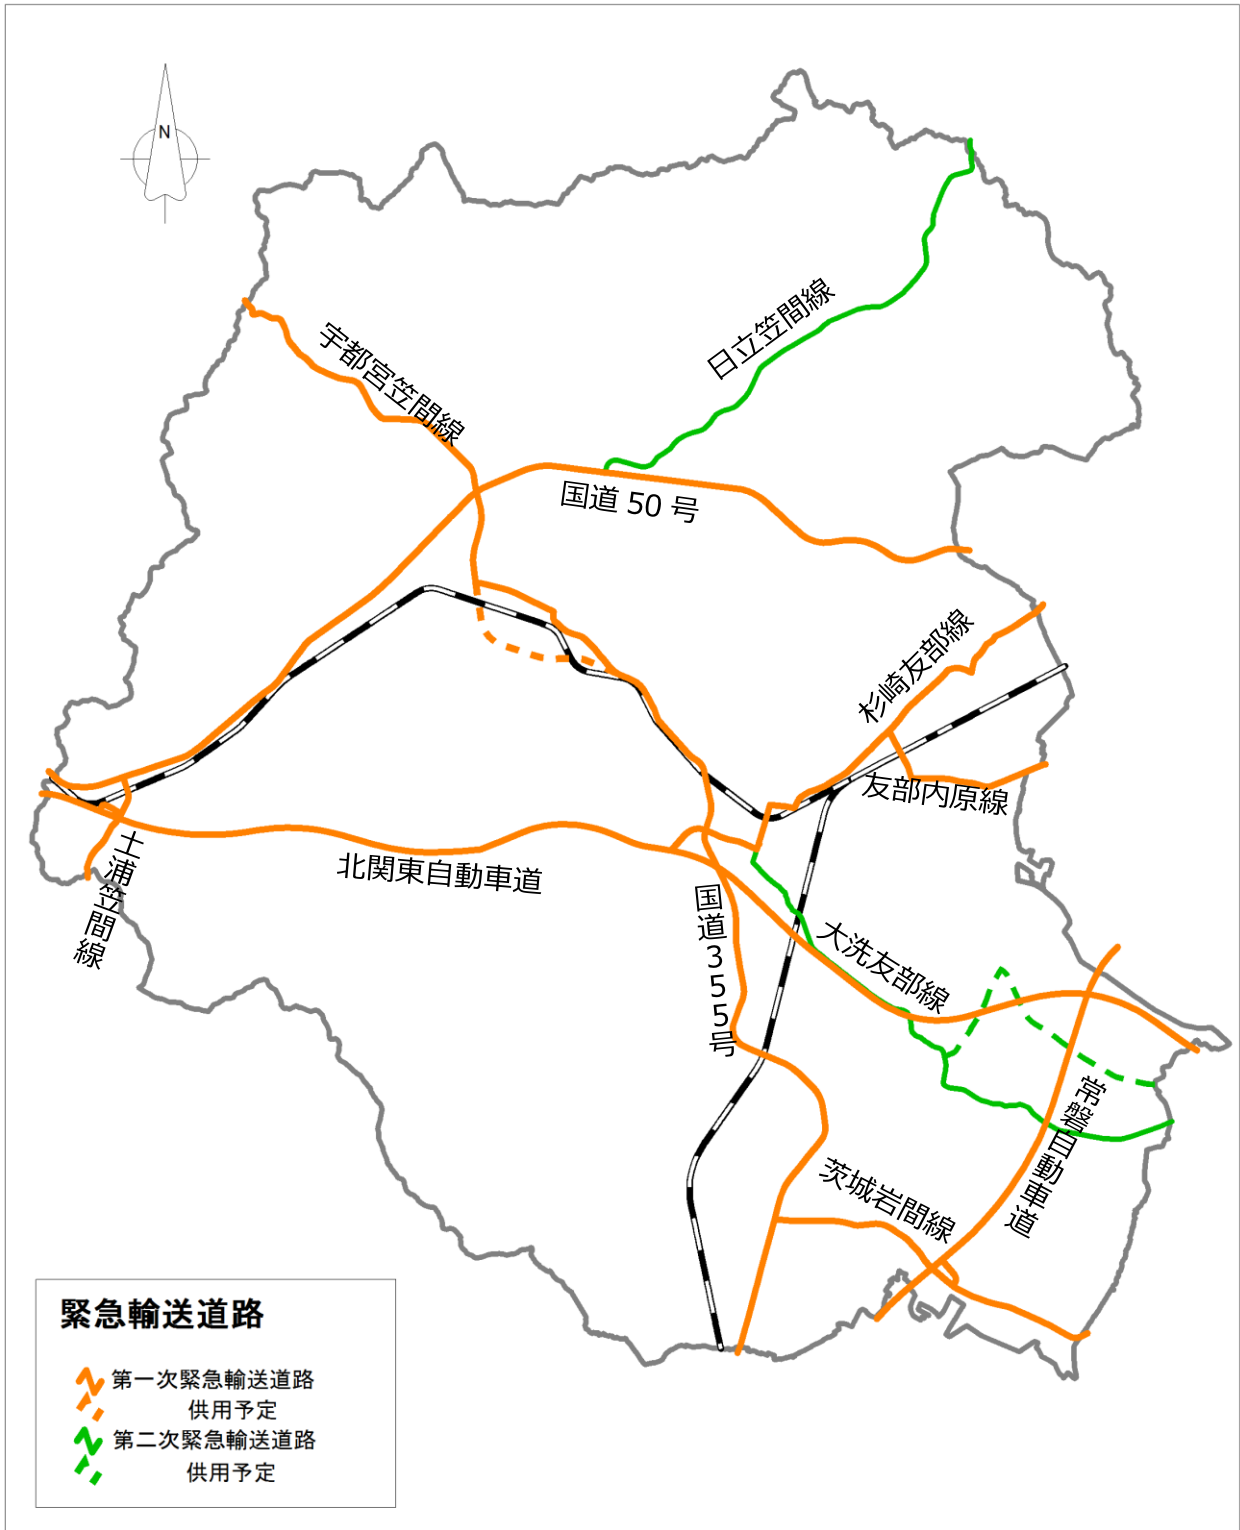 N
宇都宮笠間線
日立笠間線
国道 50 号
杉崎友部線
友部内原線
土浦笠間線
北関東自動車道
国道355号
大洗友部線
常磐自動車道
茨城岩間線
緊急輸送道路
第一次緊急輸送道路
供用予定
第二次緊急輸送道路
供用予定